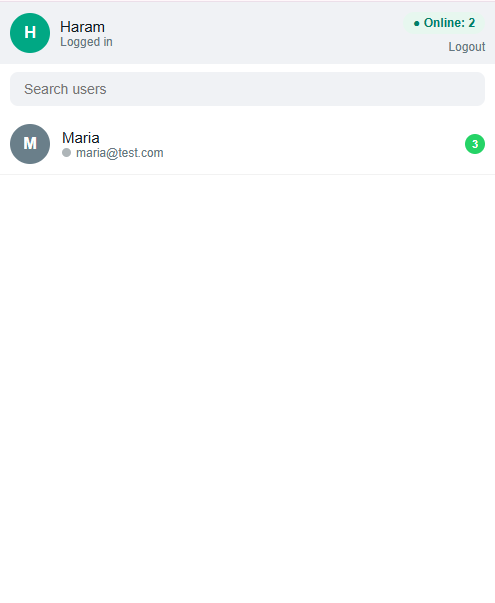 H
Haram
Logged in
● Online: 2
Logout
Search users
M
Maria
maria@test.com
3